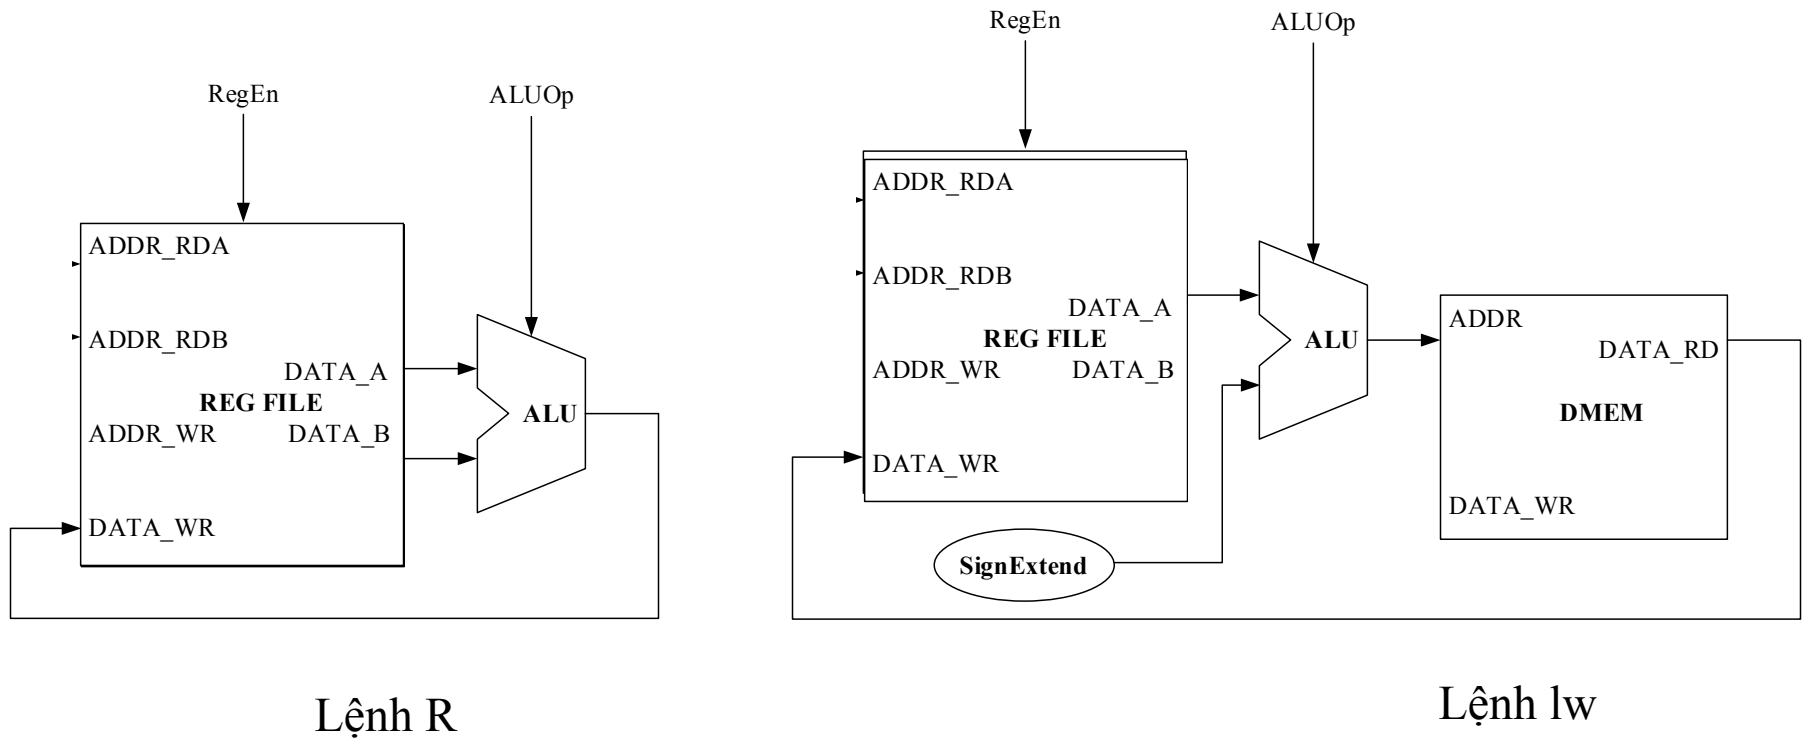 RegEn
ALUOp
ADDR_RDA
ADDR_RDB
DATA_A
REG FILE
ADDR_WR
DATA_B
DATA_WR
ALU
Lệnh R
RegEn
ALUOp
ADDR_RDA
ADDR_RDB
DATA_A
REG FILE
ADDR_WR
DATA_B
DATA_WR
SignExtend
ALU
ADDR
DATA_RD
DMEM
DATA_WR
Lệnh lw